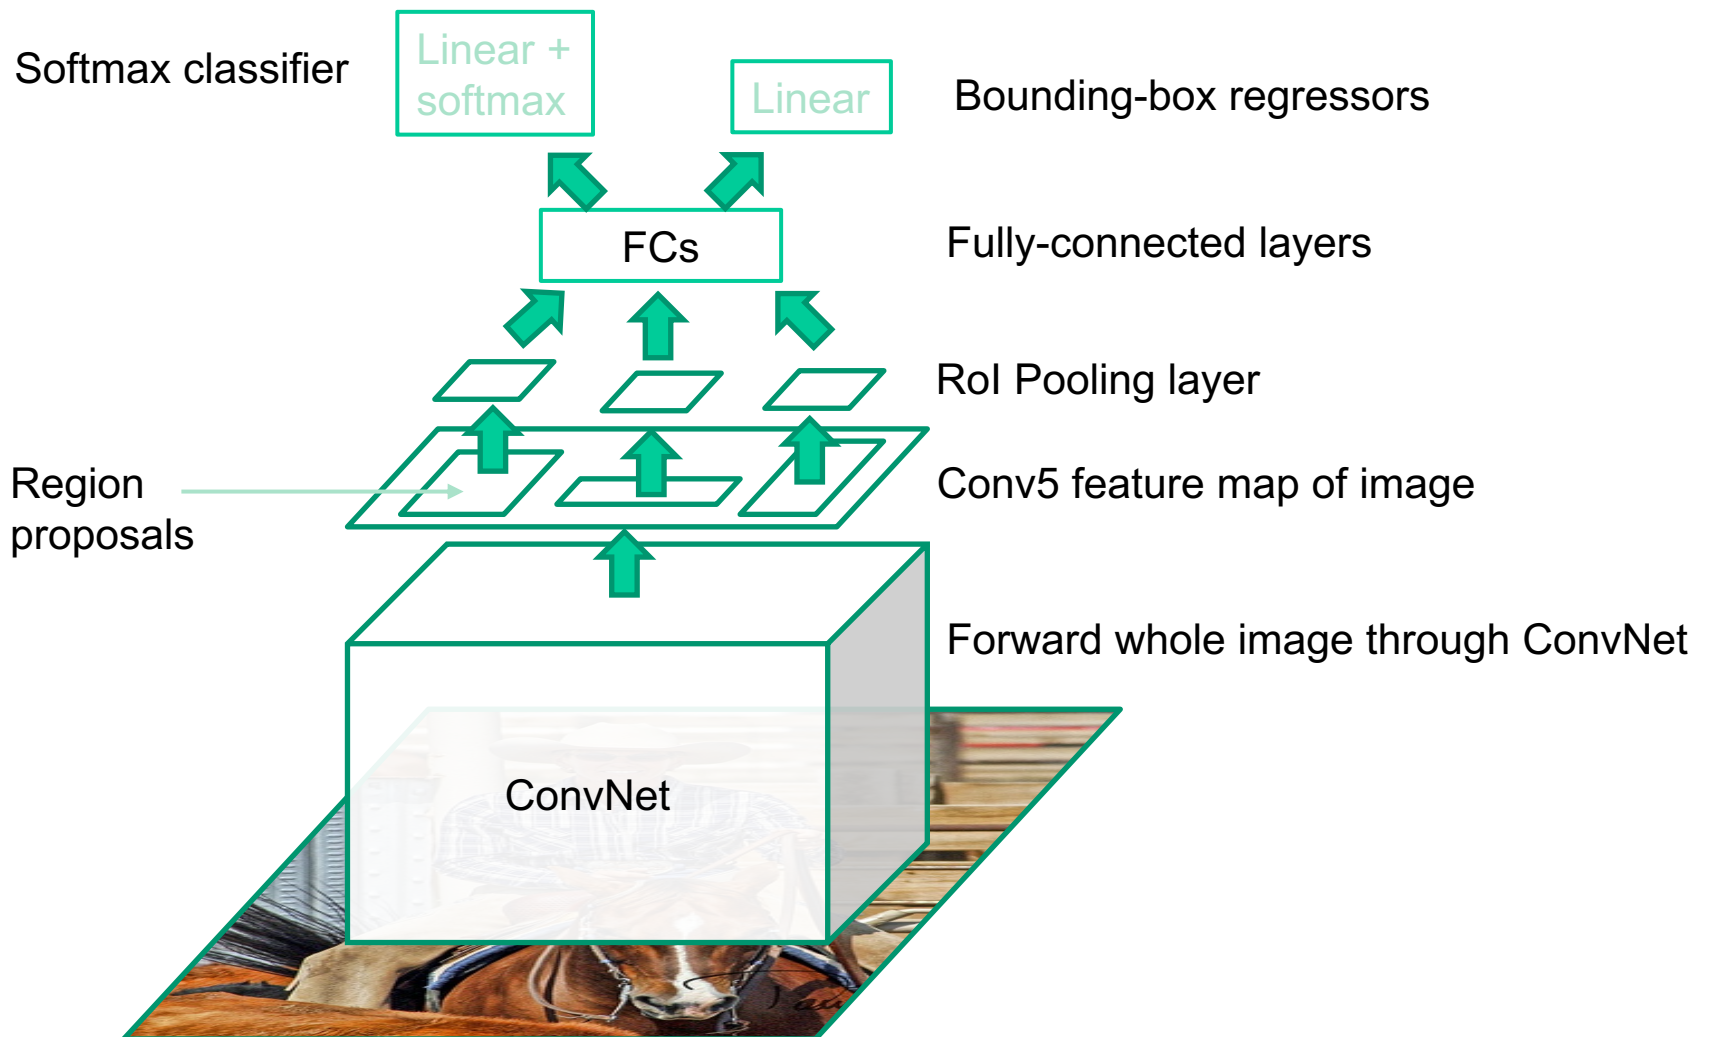 Softmax classifier
Linear +
softmax
Linear
Bounding-box regressors
FCs
Fully-connected layers
RoI Pooling layer
Region
proposals
Conv5 feature map of image
Forward whole image through ConvNet
ConvNet